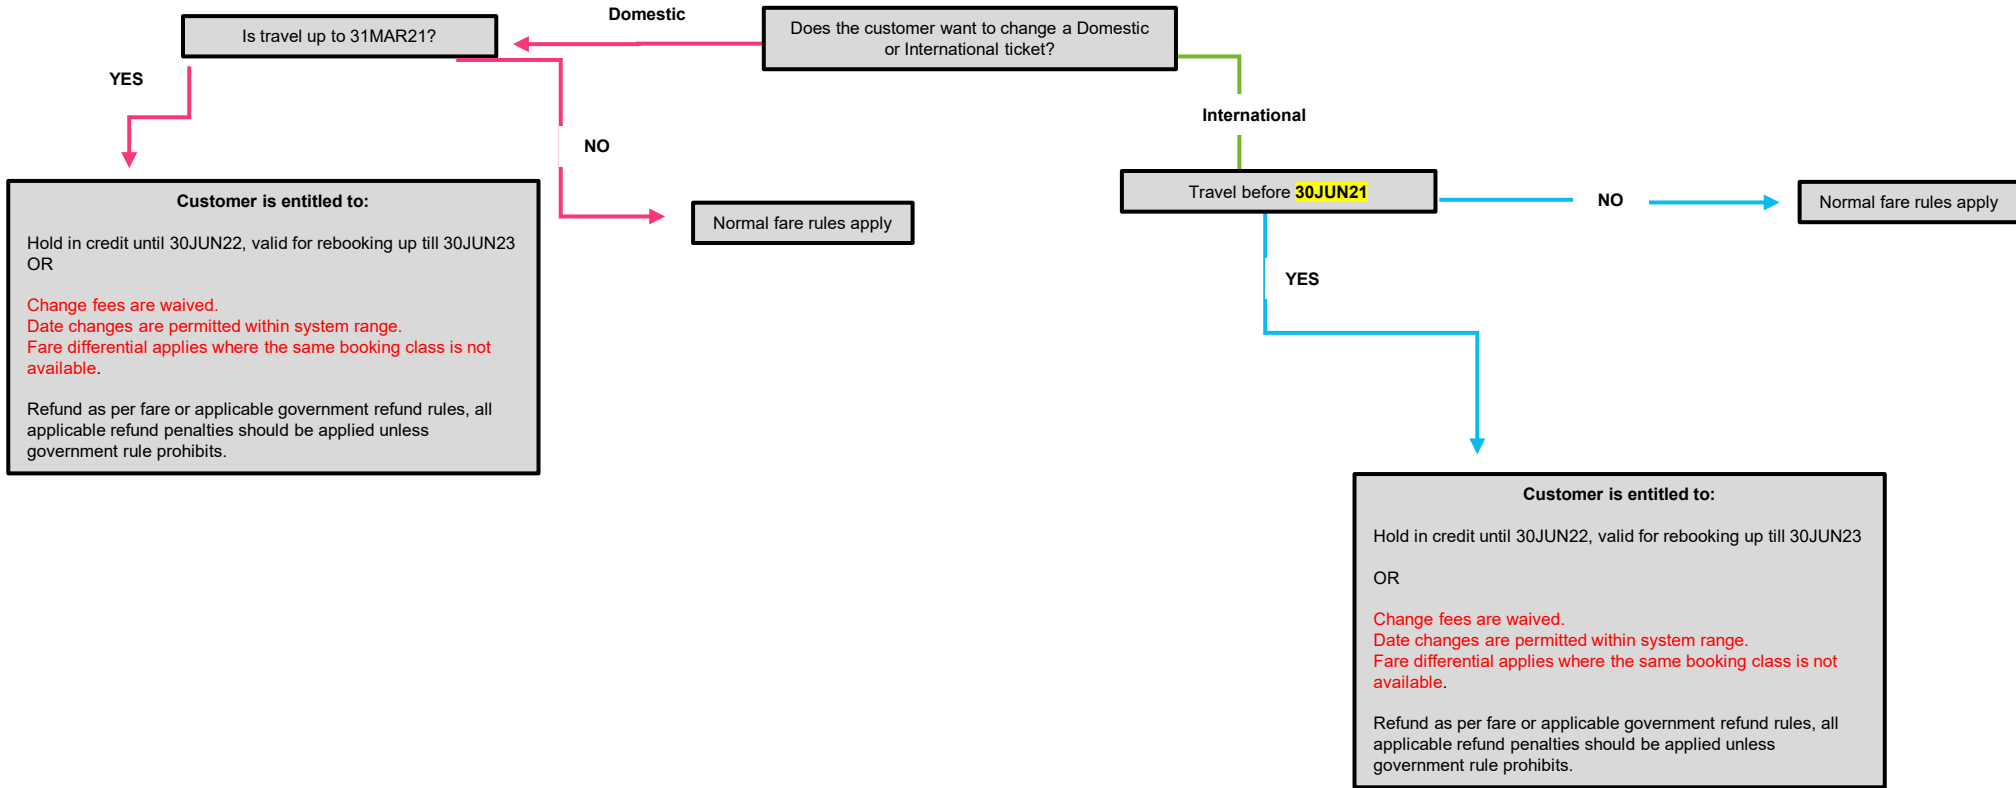 Domestic
Does the customer want to change a Domestic
or International ticket?
Is travel up to 31MAR21?
YES
International
NO
Travel before 30JUN21
NO
Normal fare rules apply
Customer is entitled to:
Hold in credit until 30JUN22, valid for rebooking up till 30JUN23
OR
Change fees are waived.
Date changes are permitted within system range.
Fare differential applies where the same booking class is not
available.
Refund as per fare or applicable government refund rules, all
applicable refund penalties should be applied unless
government rule prohibits.
Normal fare rules apply
YES
Customer is entitled to:
Hold in credit until 30JUN22, valid for rebooking up till 30JUN23
OR
Change fees are waived.
Date changes are permitted within system range.
Fare differential applies where the same booking class is not
available.
Refund as per fare or applicable government refund rules, all
applicable refund penalties should be applied unless
government rule prohibits.